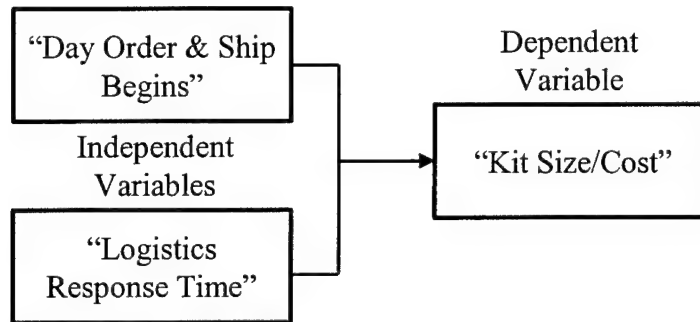 “Day Order & Ship
Begins”
Independent
Variables
“Logistics
Response Time”
Dependent
Variable
“Kit Size/Cost”